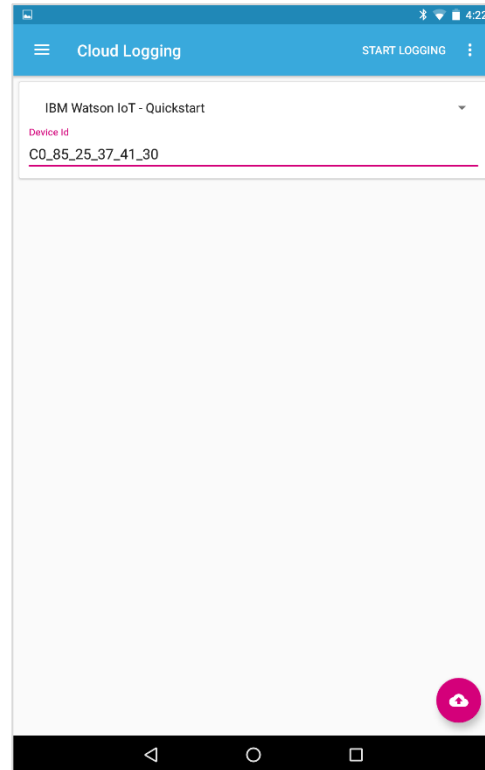 4:22
Cloud Logging START LOGGING
IBM Watson IoT - Quickstart
Device Id
C0_85_25_37_41_30